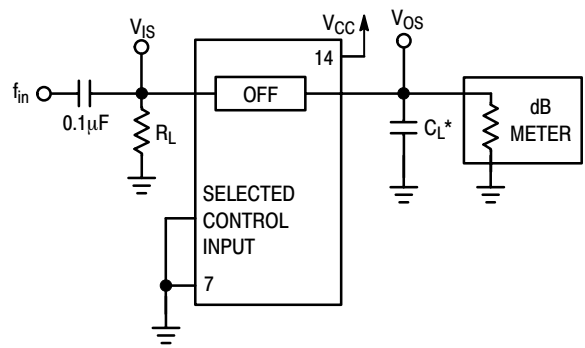 V_IS
V_CC
14
V_OS
f_in
0.1μF
R_L
OFF
C_L*
dB
METER
SELECTED
CONTROL
INPUT
7